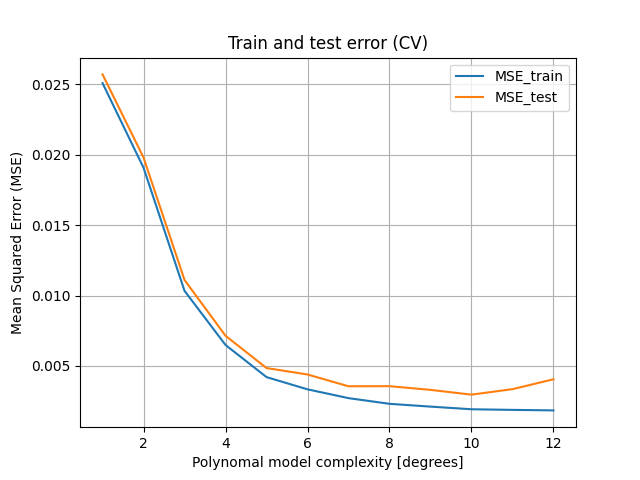 Train and test error (CV)
MSE_train
MSE_test
Mean Squared Error (MSE)
0.025
0.020
0.015
0.010
0.005
2 4 6 8 10 12
Polynomal model complexity [degrees]